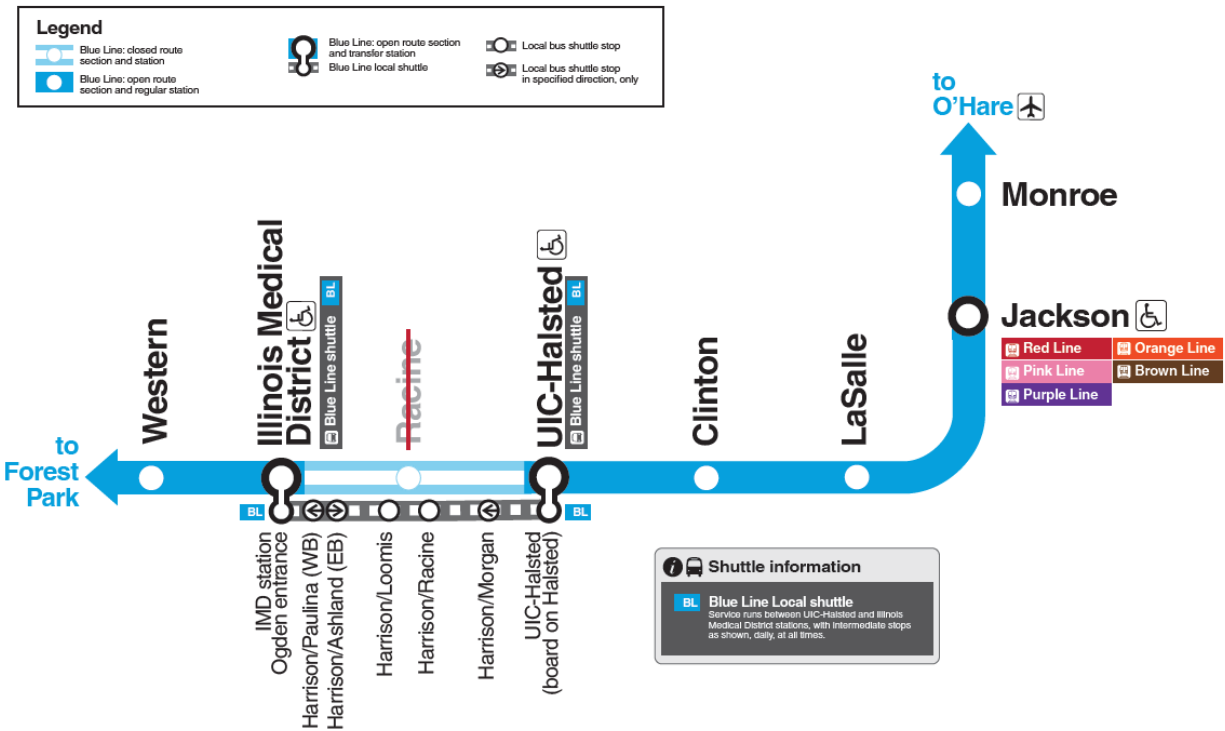 Legend
Blue Line: closed route
section and station
Blue Line: open route
section and regular station
Blue Line: open route section
and transfer station
Blue Line local shuttle
Local bus shuttle stop
Local bus shuttle stop
in specified direction, only
to
O'Hare
Monroe
Jackson
Red Line
Orange Line
Pink Line
Brown Line
Purple Line
Western
Illinois Medical
District
Blue Line shuttle
BL
Racine
UIC-Halsted
Blue Line shuttle
BL
Clinton
LaSalle
to
Forest
Park
BL
BL
IMD station
Ogden entrance
Harrison/Paulina (WB)
Harrison/Ashland (EB)
Harrison/Loomis
Harrison/Racine
Harrison/Morgan
UIC-Halsted
(board on Halsted)
Shuttle information
BL
Blue Line Local shuttle
Service runs between UIC-Halsted and Illinois
Medical District stations, with intermediate stops
as shown, daily, at all times.